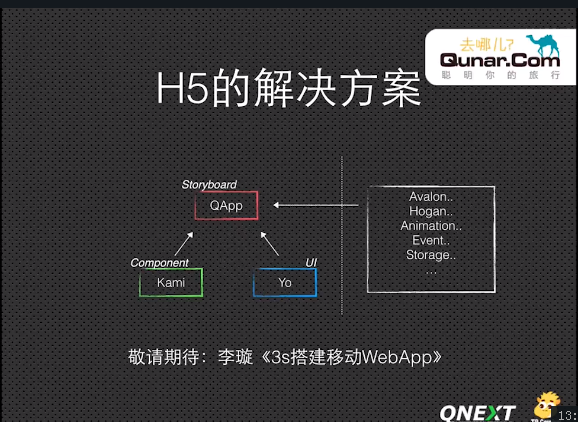 去哪儿?
Qunar.Com
聪明你的旅行
H5的解决方案
Storyboard
QApp
Component
Kami
UI
Yo
Avalon..
Hogan..
Animation..
Event..
Storage..
...
敬请期待：李璇《3s搭建移动WebApp》
QNEXT
13: